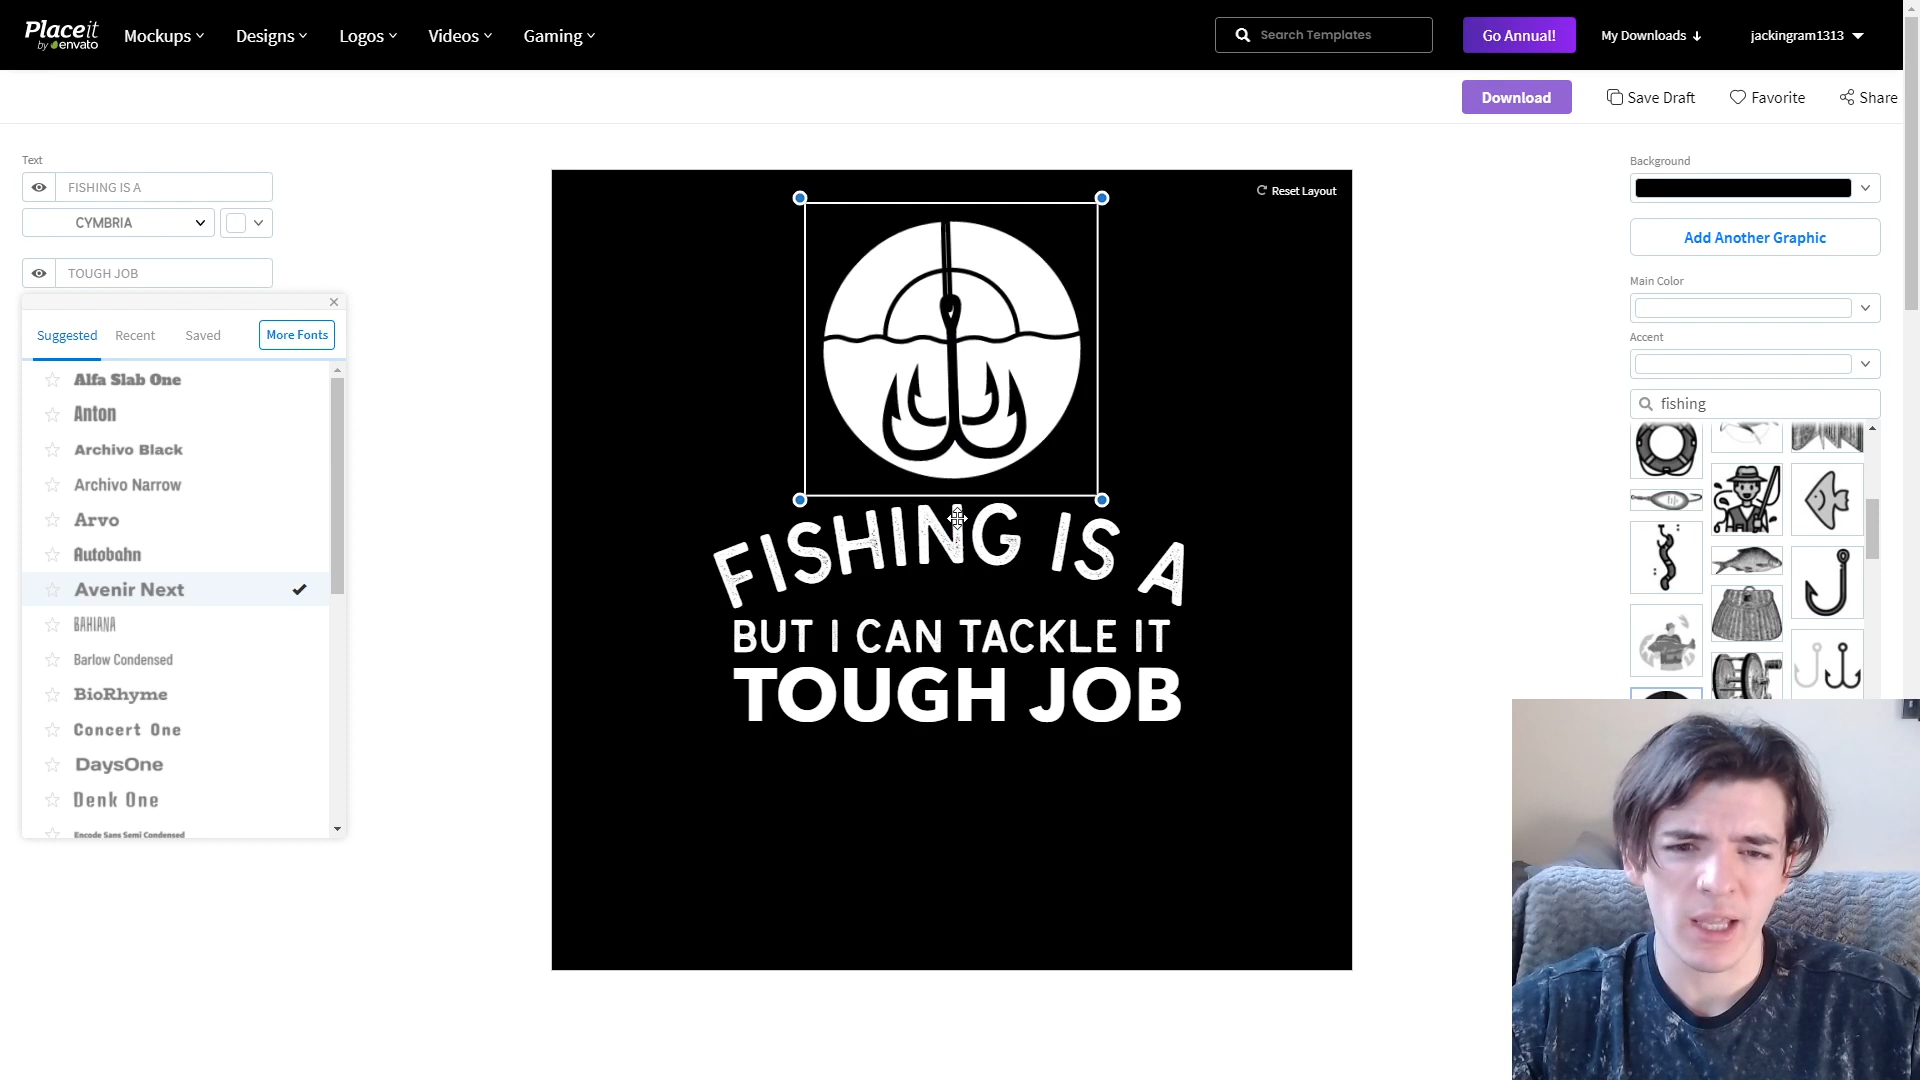 Placeit
by envato
Mockups
Designs
Logos
Videos
Gaming
Search Templates
Go Annual!
My Downloads
jackingram1313
Download
Save Draft
Favorite
Share
Text
FISHING IS A
CYMBRIA
TOUGH JOB
Suggested
Recent
Saved
More Fonts
Alfa Slab One
Anton
Archivo Black
Archivo Narrow
Arvo
Autobahn
Avenir Next
BAHIANA
Barlow Condensed
BioRhyme
Concert One
DaysOne
Denk One
Encode Sans Semi Condensed
Reset Layout
FISHING IS A
BUT I CAN TACKLE IT
TOUGH JOB
Background
Add Another Graphic
Main Color
Accent
fishing